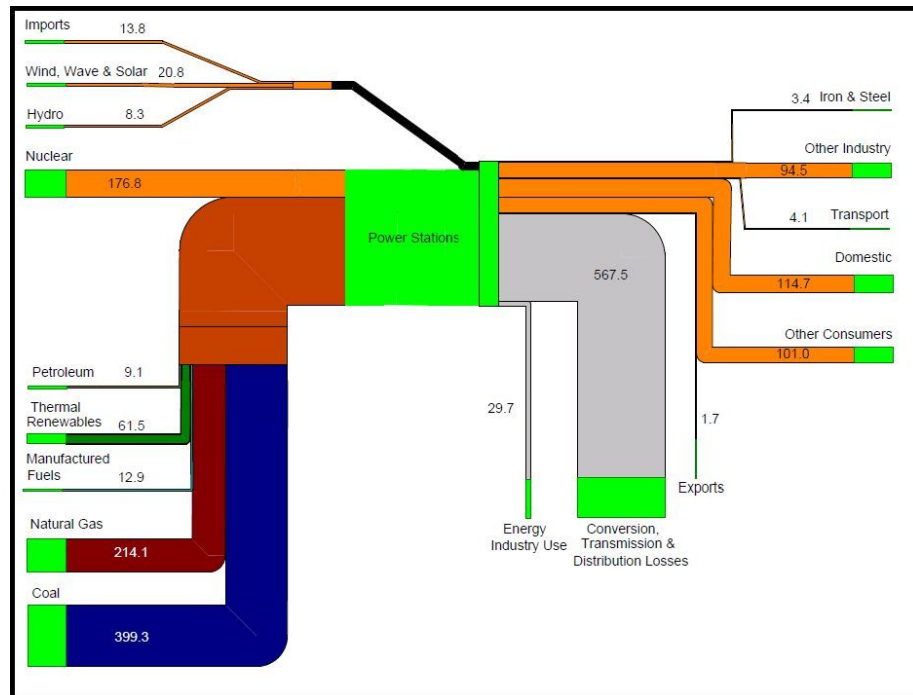 Imports
13.8
Wind, Wave & Solar
20.8
Hydro
8.3
Nuclear
176.8
Power Stations
Petroleum
9.1
Thermal
Renewables
61.5
Manufactured
Fuels
12.9
Natural Gas
214.1
Coal
399.3
3.4
Iron & Steel
Other Industry
94.5
4.1
Transport
Domestic
114.7
Other Consumers
101.0
567.5
29.7
1.7
Energy
Industry Use
Conversion,
Transmission &
Distribution Losses
Exports